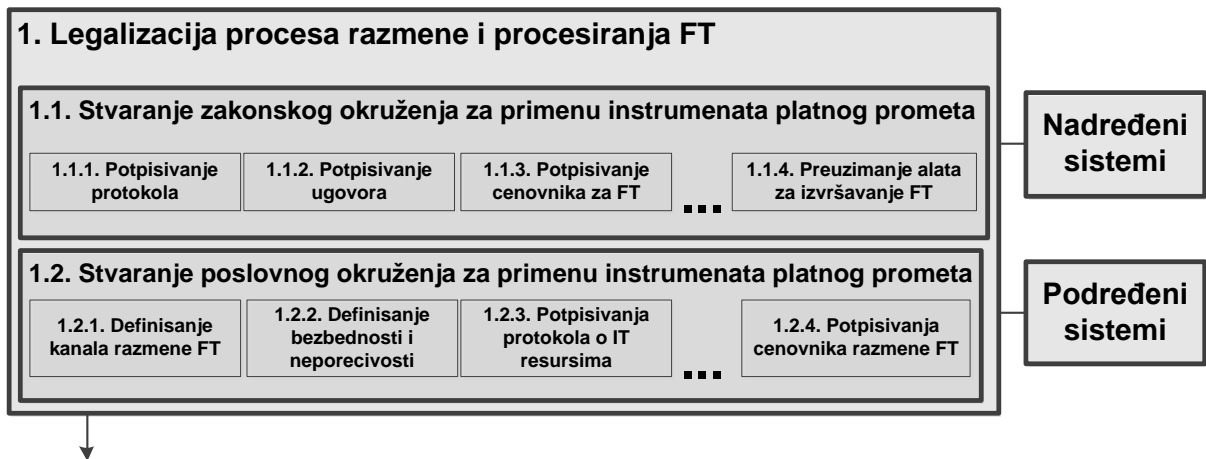 1. Legalizacija procesa razmene i procesiranja FT
1.1. Stvaranje zakonskog okruženja za primenu instrumenata platnog prometa
1.1.1. Potpisivanje
protokola
1.1.2. Potpisivanje
ugovora
1.1.3. Potpisivanje
cenovnika za FT
...
1.1.4. Preuzimanje alata
za izvršavanje FT
Nadređeni
sistemi
1.2. Stvaranje poslovnog okruženja za primenu instrumenata platnog prometa
1.2.1. Definisanje
kanala razmene FT
1.2.2. Definisanje
bezbednosti i
neporecivosti
1.2.3. Potpisivanja
protokola o IT
resursima
...
1.2.4. Potpisivanja
cenovnika razmene FT
Podređeni
sistemi